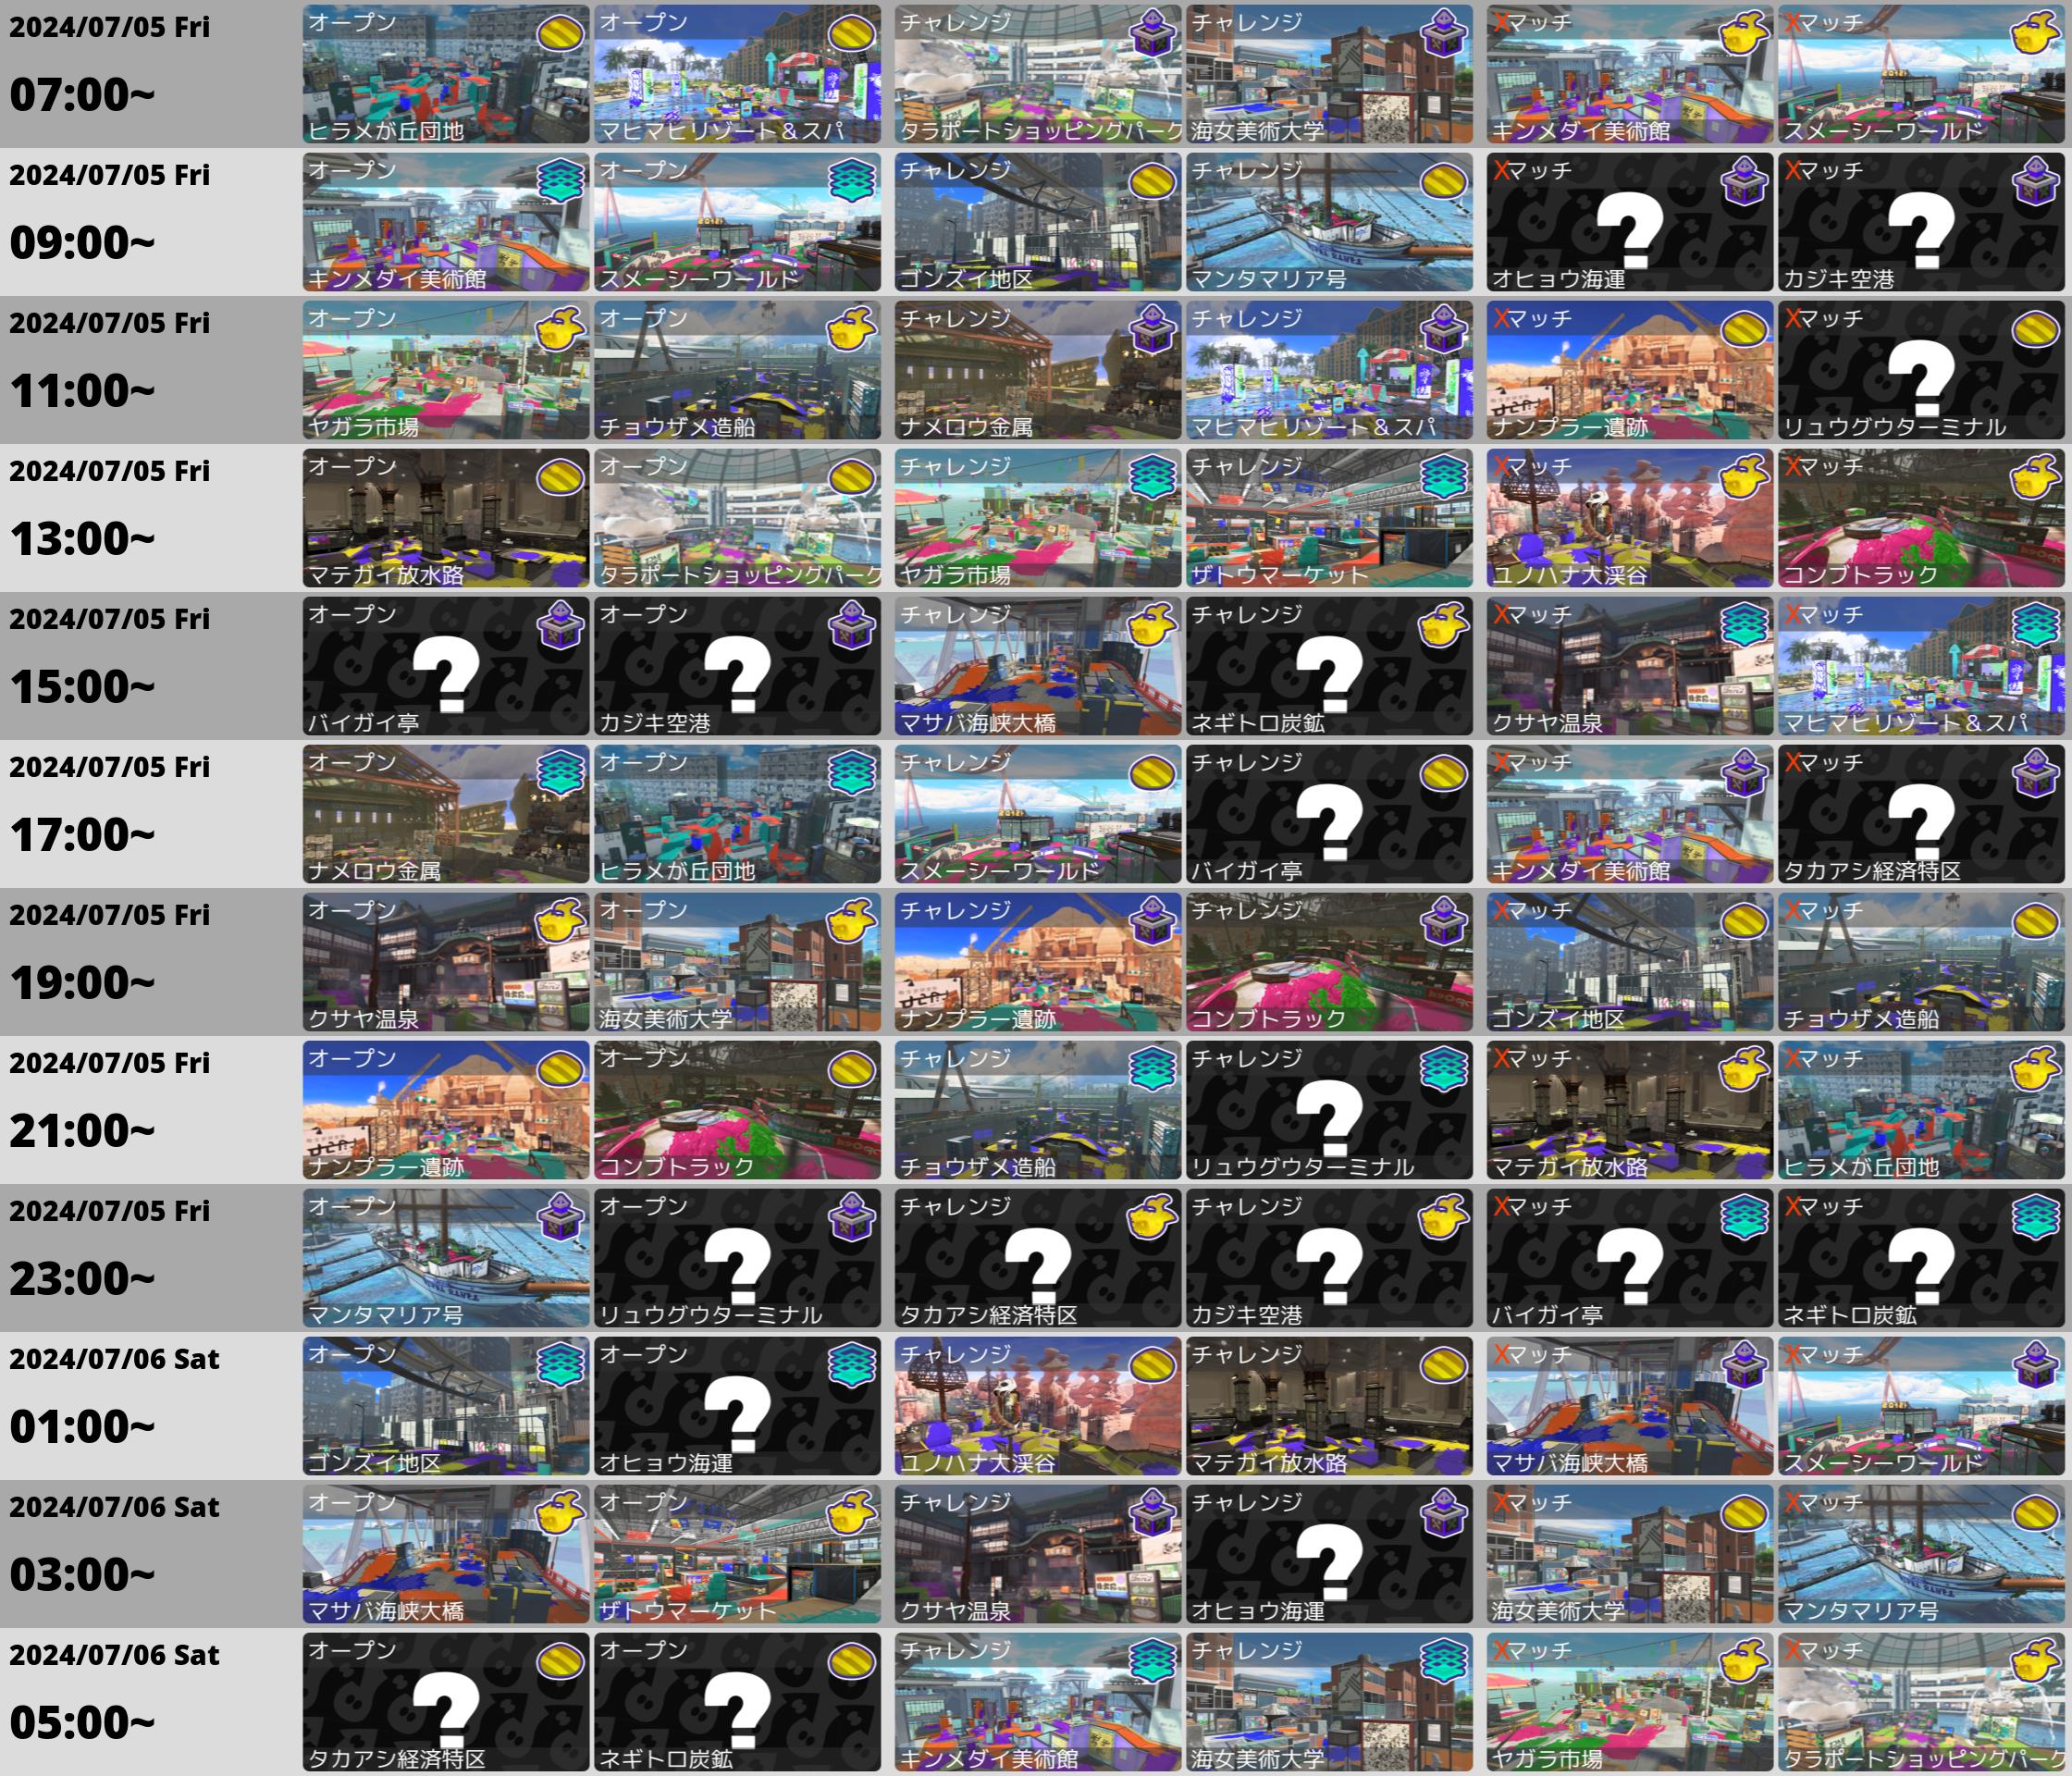 2024/07/05 Fri
07:00~
オープン オープン チャレンジ チャレンジ Xマッチ Xマッチ
ヒラメが丘団地 マヒマヒリゾート&スパ タラポートショッピングパーク 海女美術大学 キンメダイ美術館 スメーシーワールド
2024/07/05 Fri
09:00~
オープン オープン チャレンジ チャレンジ Xマッチ Xマッチ
キンメダイ美術館 スメーシーワールド ゴンズイ地区 マンタマリア号 オヒョウ海運 カジキ空港
2024/07/05 Fri
11:00~
オープン オープン チャレンジ チャレンジ Xマッチ Xマッチ
ヤガラ市場 チョウザメ造船 ナメロウ金属 マヒマヒリゾート&スパ ナンプラー遺跡 リュウグウターミナル
2024/07/05 Fri
13:00~
オープン オープン チャレンジ チャレンジ Xマッチ Xマッチ
マテガイ放水路 タラポートショッピングパーク ヤガラ市場 ザトウマーケット ユノハナ大渓谷 コンブトラック
2024/07/05 Fri
15:00~
オープン オープン チャレンジ チャレンジ Xマッチ Xマッチ
バイガイ亭 カジキ空港 マサバ海峡大橋 ネギトロ炭鉱 クサヤ温泉 マヒマヒリゾート&スパ
2024/07/05 Fri
17:00~
オープン オープン チャレンジ チャレンジ Xマッチ Xマッチ
ナメロウ金属 ヒラメが丘団地 スメーシーワールド バイガイ亭 キンメダイ美術館 タカアシ経済特区
2024/07/05 Fri
19:00~
オープン オープン チャレンジ チャレンジ Xマッチ Xマッチ
クサヤ温泉 海女美術大学 ナンプラー遺跡 コンブトラック ゴンズイ地区 チョウザメ造船
2024/07/05 Fri
21:00~
オープン オープン チャレンジ チャレンジ Xマッチ Xマッチ
ナンプラー遺跡 コンブトラック チョウザメ造船 リュウグウターミナル マテガイ放水路 ヒラメが丘団地
2024/07/05 Fri
23:00~
オープン オープン チャレンジ チャレンジ Xマッチ Xマッチ
マンタマリア号 リュウグウターミナル タカアシ経済特区 カジキ空港 バイガイ亭 ネギトロ炭鉱
2024/07/06 Sat
01:00~
オープン オープン チャレンジ チャレンジ Xマッチ Xマッチ
ゴンズイ地区 オヒョウ海運 ユノハナ大渓谷 マテガイ放水路 マサバ海峡大橋 スメーシーワールド
2024/07/06 Sat
03:00~
オープン オープン チャレンジ チャレンジ Xマッチ Xマッチ
マサバ海峡大橋 ザトウマーケット クサヤ温泉 オヒョウ海運 海女美術大学 マンタマリア号
2024/07/06 Sat
05:00~
オープン オープン チャレンジ チャレンジ Xマッチ Xマッチ
タカアシ経済特区 ネギトロ炭鉱 キンメダイ美術館 海女美術大学 ヤガラ市場 タラポートショッピングパーク